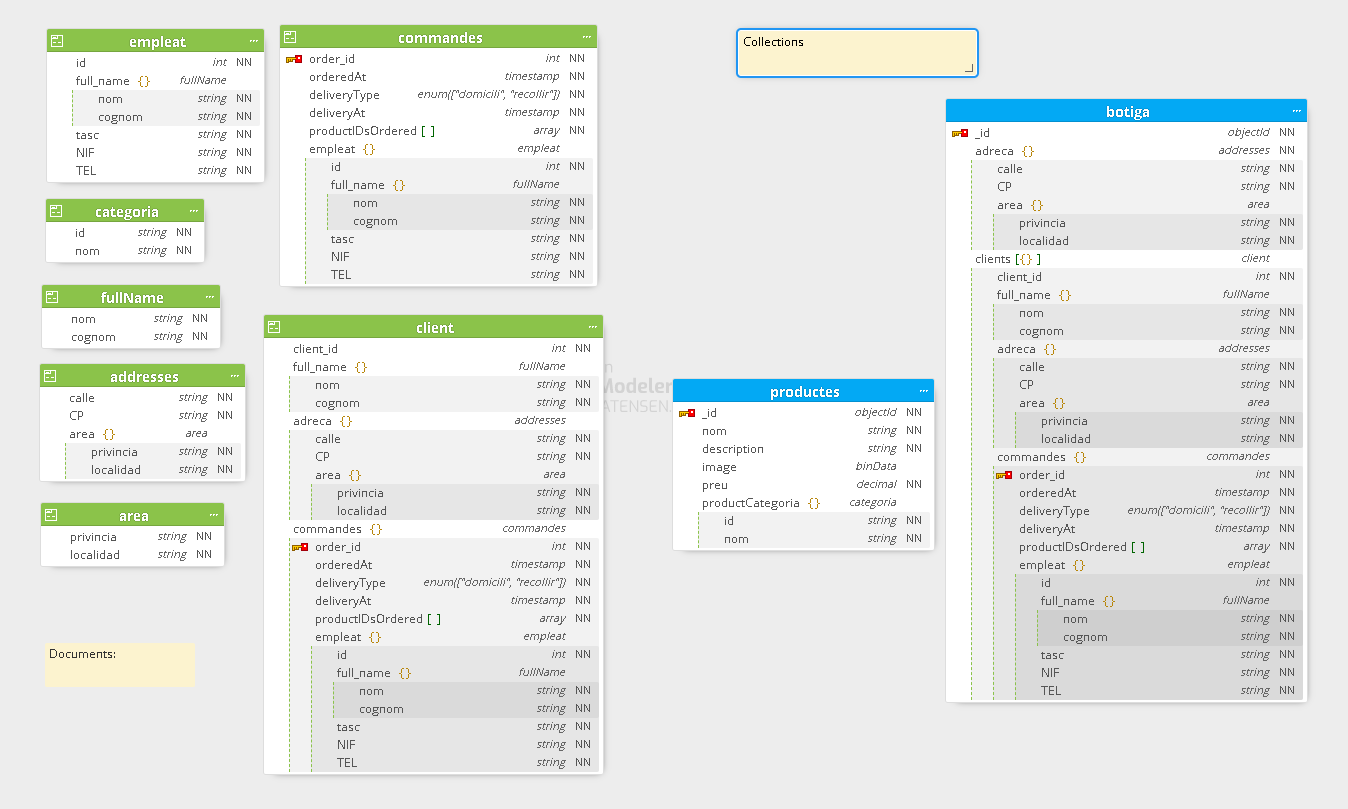 empleat ...
id int NN
full_name {} fullName
nom string NN
cognom string NN
tasc string NN
NIF string NN
TEL string NN
categoria ...
id string NN
nom string NN
fullName ...
nom string NN
cognom string NN
addresses ...
calle string NN
CP string NN
area {} area
privincia string NN
localidad string NN
area ...
privincia string NN
localidad string NN
Documents:
commandes ...
order_id int NN
orderedAt timestamp NN
deliveryType enum(["domicili", "recollir"]) NN
deliveryAt timestamp NN
productIDsOrdered [ ] array NN
empleat {} empleat
id int NN
full_name {} fullName
nom string NN
cognom string NN
tasc string NN
NIF string NN
TEL string NN
client ...
client_id int NN
full_name {} fullName
nom string NN
cognom string NN
adreca {} addresses
calle string NN
CP string NN
area {} area
privincia string NN
localidad string NN
commandes {} commandes
order_id int NN
orderedAt timestamp NN
deliveryType enum(["domicili", "recollir"]) NN
deliveryAt timestamp NN
productIDsOrdered [ ] array NN
empleat {} empleat
id int NN
full_name {} fullName
nom string NN
cognom string NN
tasc string NN
NIF string NN
TEL string NN
Modeler
Collections
productes ...
_id objectId NN
nom string NN
description string NN
image binData
preu decimal NN
productCategoria {} categoria
id string NN
nom string NN
botiga ...
_id objectId NN
adreca {} addresses NN
calle string NN
CP string NN
area {} area
privincia string NN
localidad string NN
clients [{} ] client
client_id int NN
full_name {} fullName
nom string NN
cognom string NN
adreca {} addresses
calle string NN
CP string NN
area {} area
privincia string NN
localidad string NN
commandes {} commandes
order_id int NN
orderedAt timestamp NN
deliveryType enum(["domicili", "recollir"]) NN
deliveryAt timestamp NN
productIDsOrdered [ ] array NN
empleat {} empleat
id int NN
full_name {} fullName
nom string NN
cognom string NN
tasc string NN
NIF string NN
TEL string NN